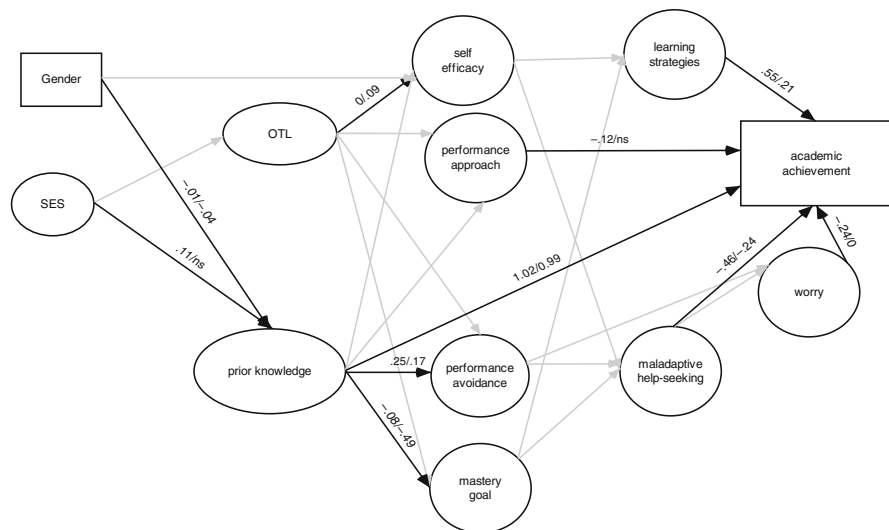 self
efficacy
learning
strategies
Gender
0/.09
.55/.21
OTL
performance
approach
–.12/ns
academic
achievement
SES
–.01/–.04
.11/ns
1.02/0.99
–.46/–.24
–.24/0
worry
prior knowledge
.25/.17
performance
avoidance
maladaptive
help-seeking
–.08/–.49
mastery
goal